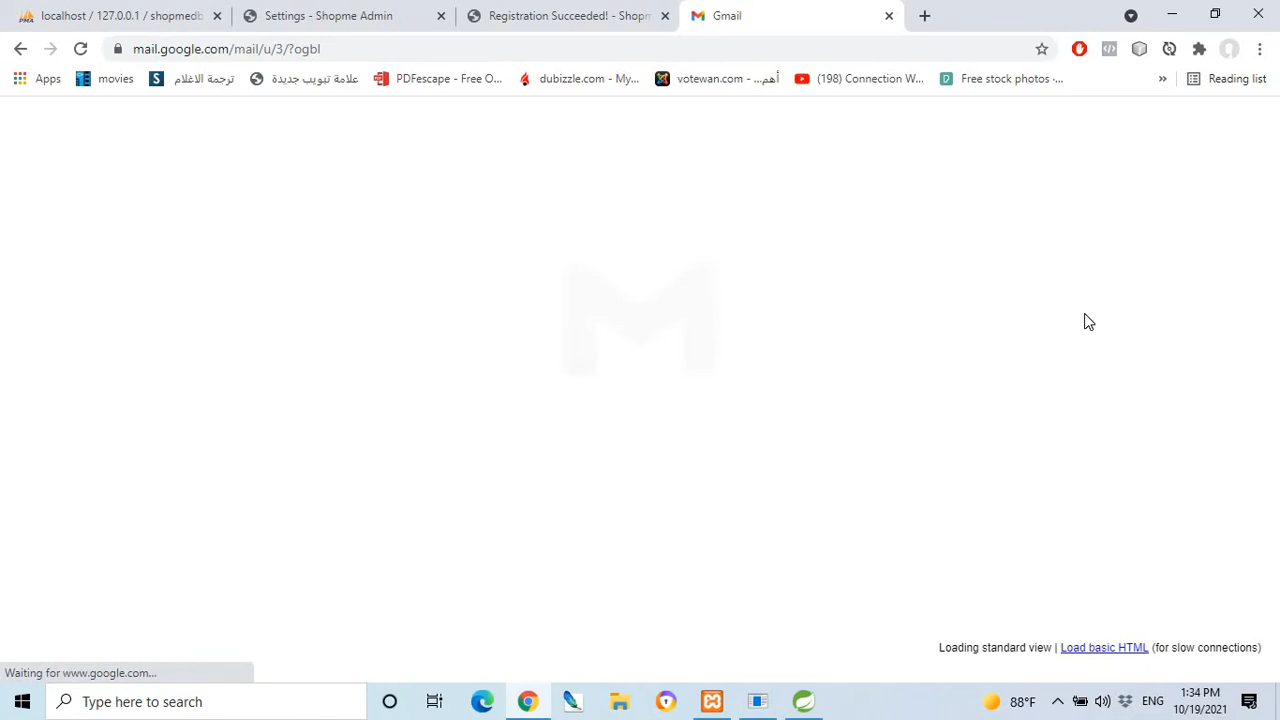 localhost / 127.0.0.1 / shopmedb
Settings - Shopme Admin
Registration Succeeded! - Shopm
Gmail
mail.google.com/mail/u/3/?ogbl
Apps
movies
ترجمة الاغلام
علامة تبويب جديدة
PDFescape - Free O...
dubizzle.com - My...
votewan.com - أهم...
(198) Connection W...
Free stock photos ·...
»
Reading list
Loading standard view | Load basic HTML (for slow connections)
Waiting for www.google.com...
Type here to search
88°F
ENG
1:34 PM
10/19/2021